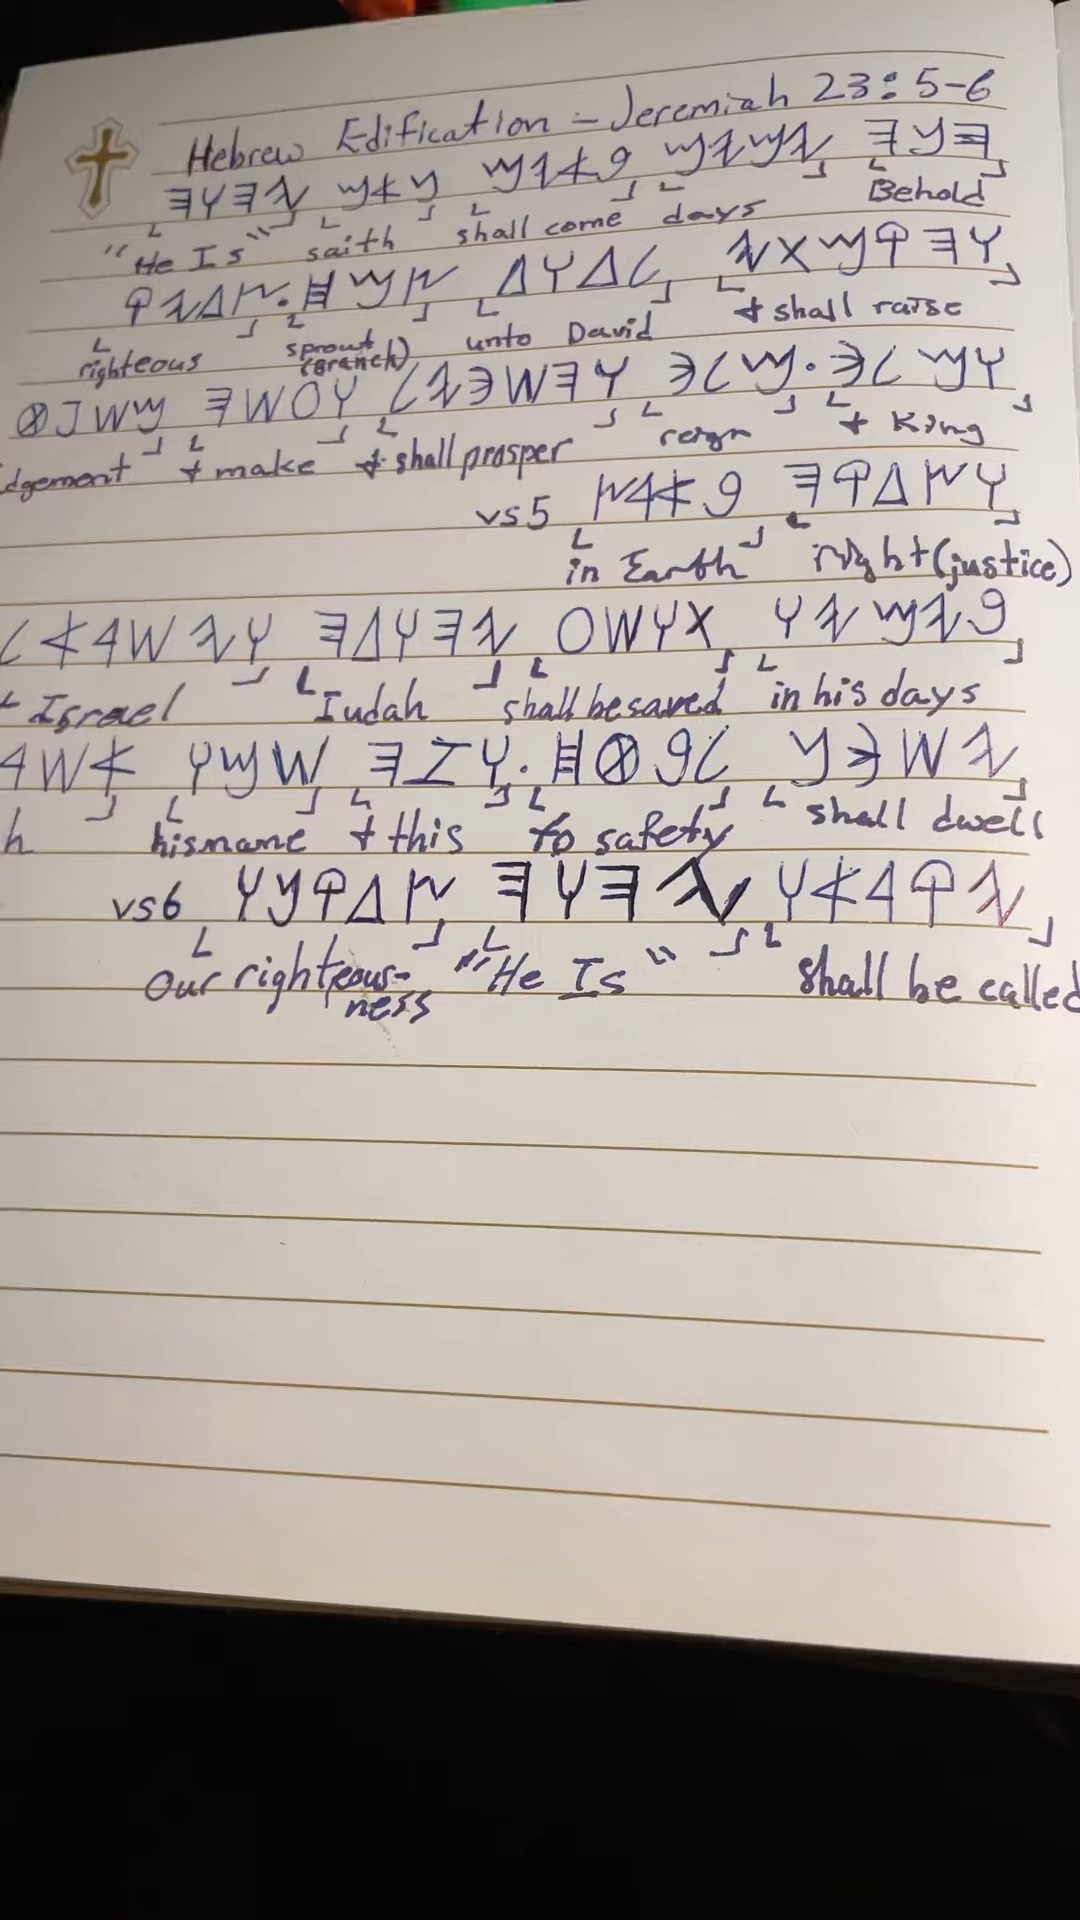 Hebrew Edification - Jeremiah 23:5-6
𐤄𐤍𐤄 𐤉𐤌𐤉𐤌 𐤁𐤀𐤉𐤌 𐤍𐤀𐤌 𐤉𐤄𐤅𐤄
"He Is" saith shall come days Behold
𐤅𐤄𐤒𐤌𐤕𐤉 𐤋𐤃𐤅𐤃 𐤑𐤌𐤇·𐤑𐤃𐤉𐤒
righteous sprout (Branch) unto David + shall raise
𐤅𐤌𐤋𐤊·𐤌𐤋𐤊 𐤅𐤄𐤔𐤊𐤉𐤋 𐤅𐤏𐤔𐤄 𐤌𐤔𐤐𐤈
dgement + make + shall prosper reign + King
𐤅𐤑𐤃𐤒𐤄 𐤁𐤀𐤓𐤑 vs5
in Earth right (justice)
𐤁𐤉𐤌𐤉𐤅 𐤕𐤅𐤔𐤏 𐤉𐤄𐤅𐤃𐤄 𐤅𐤉𐤔𐤓𐤀𐤋
+ Israel Iudah shall be saved in his days
𐤉𐤔𐤊𐤍 𐤋𐤁𐤈𐤇·𐤅𐤆𐤄 𐤔𐤌𐤅 𐤀𐤔𐤓
h his name + this to safety shall dwell
𐤉𐤒𐤓𐤀𐤅 𐤉𐤄𐤅𐤄 𐤑𐤃𐤒𐤍𐤅 vs6
Our righteous-ness "He Is" shall be called